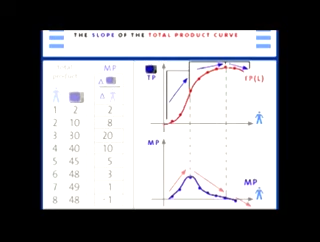 THE SLOPE OF THE TOTAL PRODUCT CURVE
MP
1 2 2
2 10 8
3 30 20
4 40 10
5 45 5
6 48 3
7 49 1
8 48 -1
TP
TP(L)
MP
MP